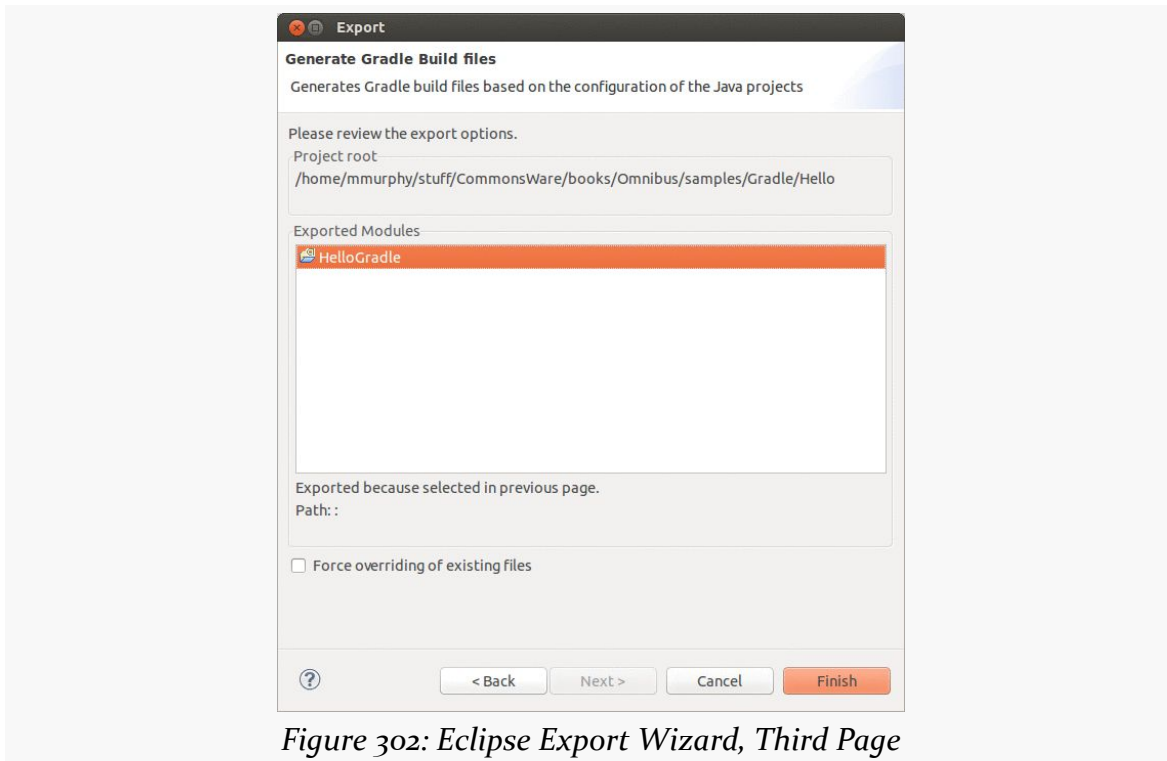 Export
Generate Gradle Build files
Generates Gradle build files based on the configuration of the Java projects
Please review the export options.
Project root
/home/mmurphy/stuff/CommonsWare/books/Omnibus/samples/Gradle/Hello
Exported Modules
HelloGradle
Exported because selected in previous page.
Path: :
Force overriding of existing files
? < Back Next > Cancel Finish
Figure 302: Eclipse Export Wizard, Third Page